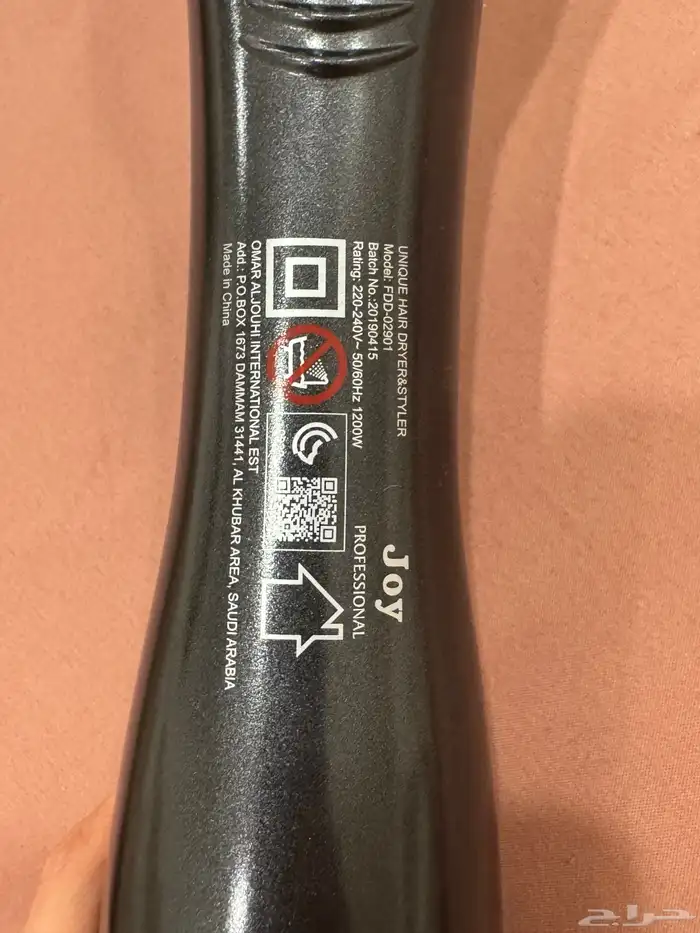 Joy
PROFESSIONAL
UNIQUE HAIR DRYER&STYLER
Model: FDD-02901
Batch No.:20190415
Rating: 220-240V~ 50/60Hz 1200W
OMAR ALJOUHI INTERNATIONAL EST
Add.: P.O.BOX 1673 DAMMAM 31441, AL KHUBAR AREA, SAUDI ARABIA
Made in China
حراج